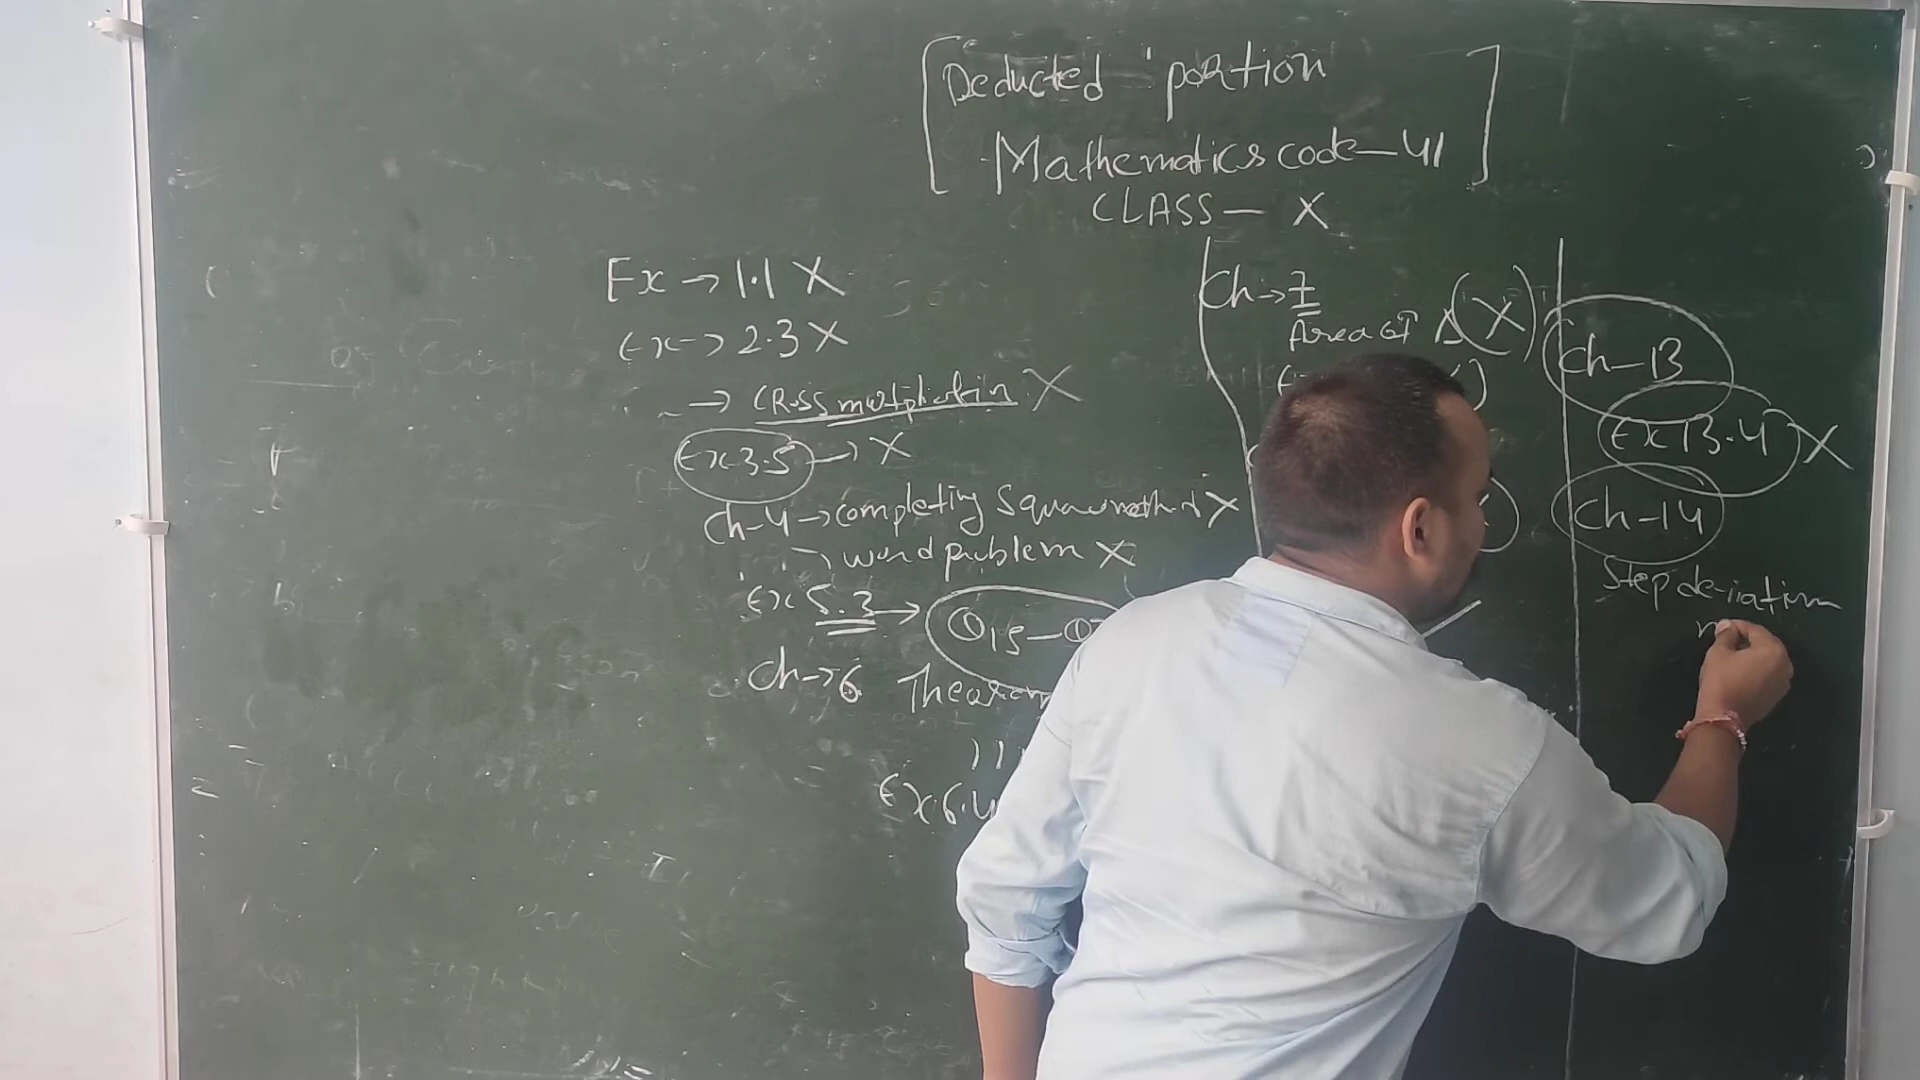 Deducted portion
Mathematics code-41
CLASS - X
Ex → 1.1 X
Ex → 2.3 X
→ cross multiplication X
Ex 3.5 → X
Ch-4 → completing square method X
→ word problem X
Ex 5.3 → Q15 -
Ch → 6 Theorem
Ex 6.4
Ch → 7
Area of Δ (X)
Ch-13
Ex 13.4 X
Ch-14
Step deviation